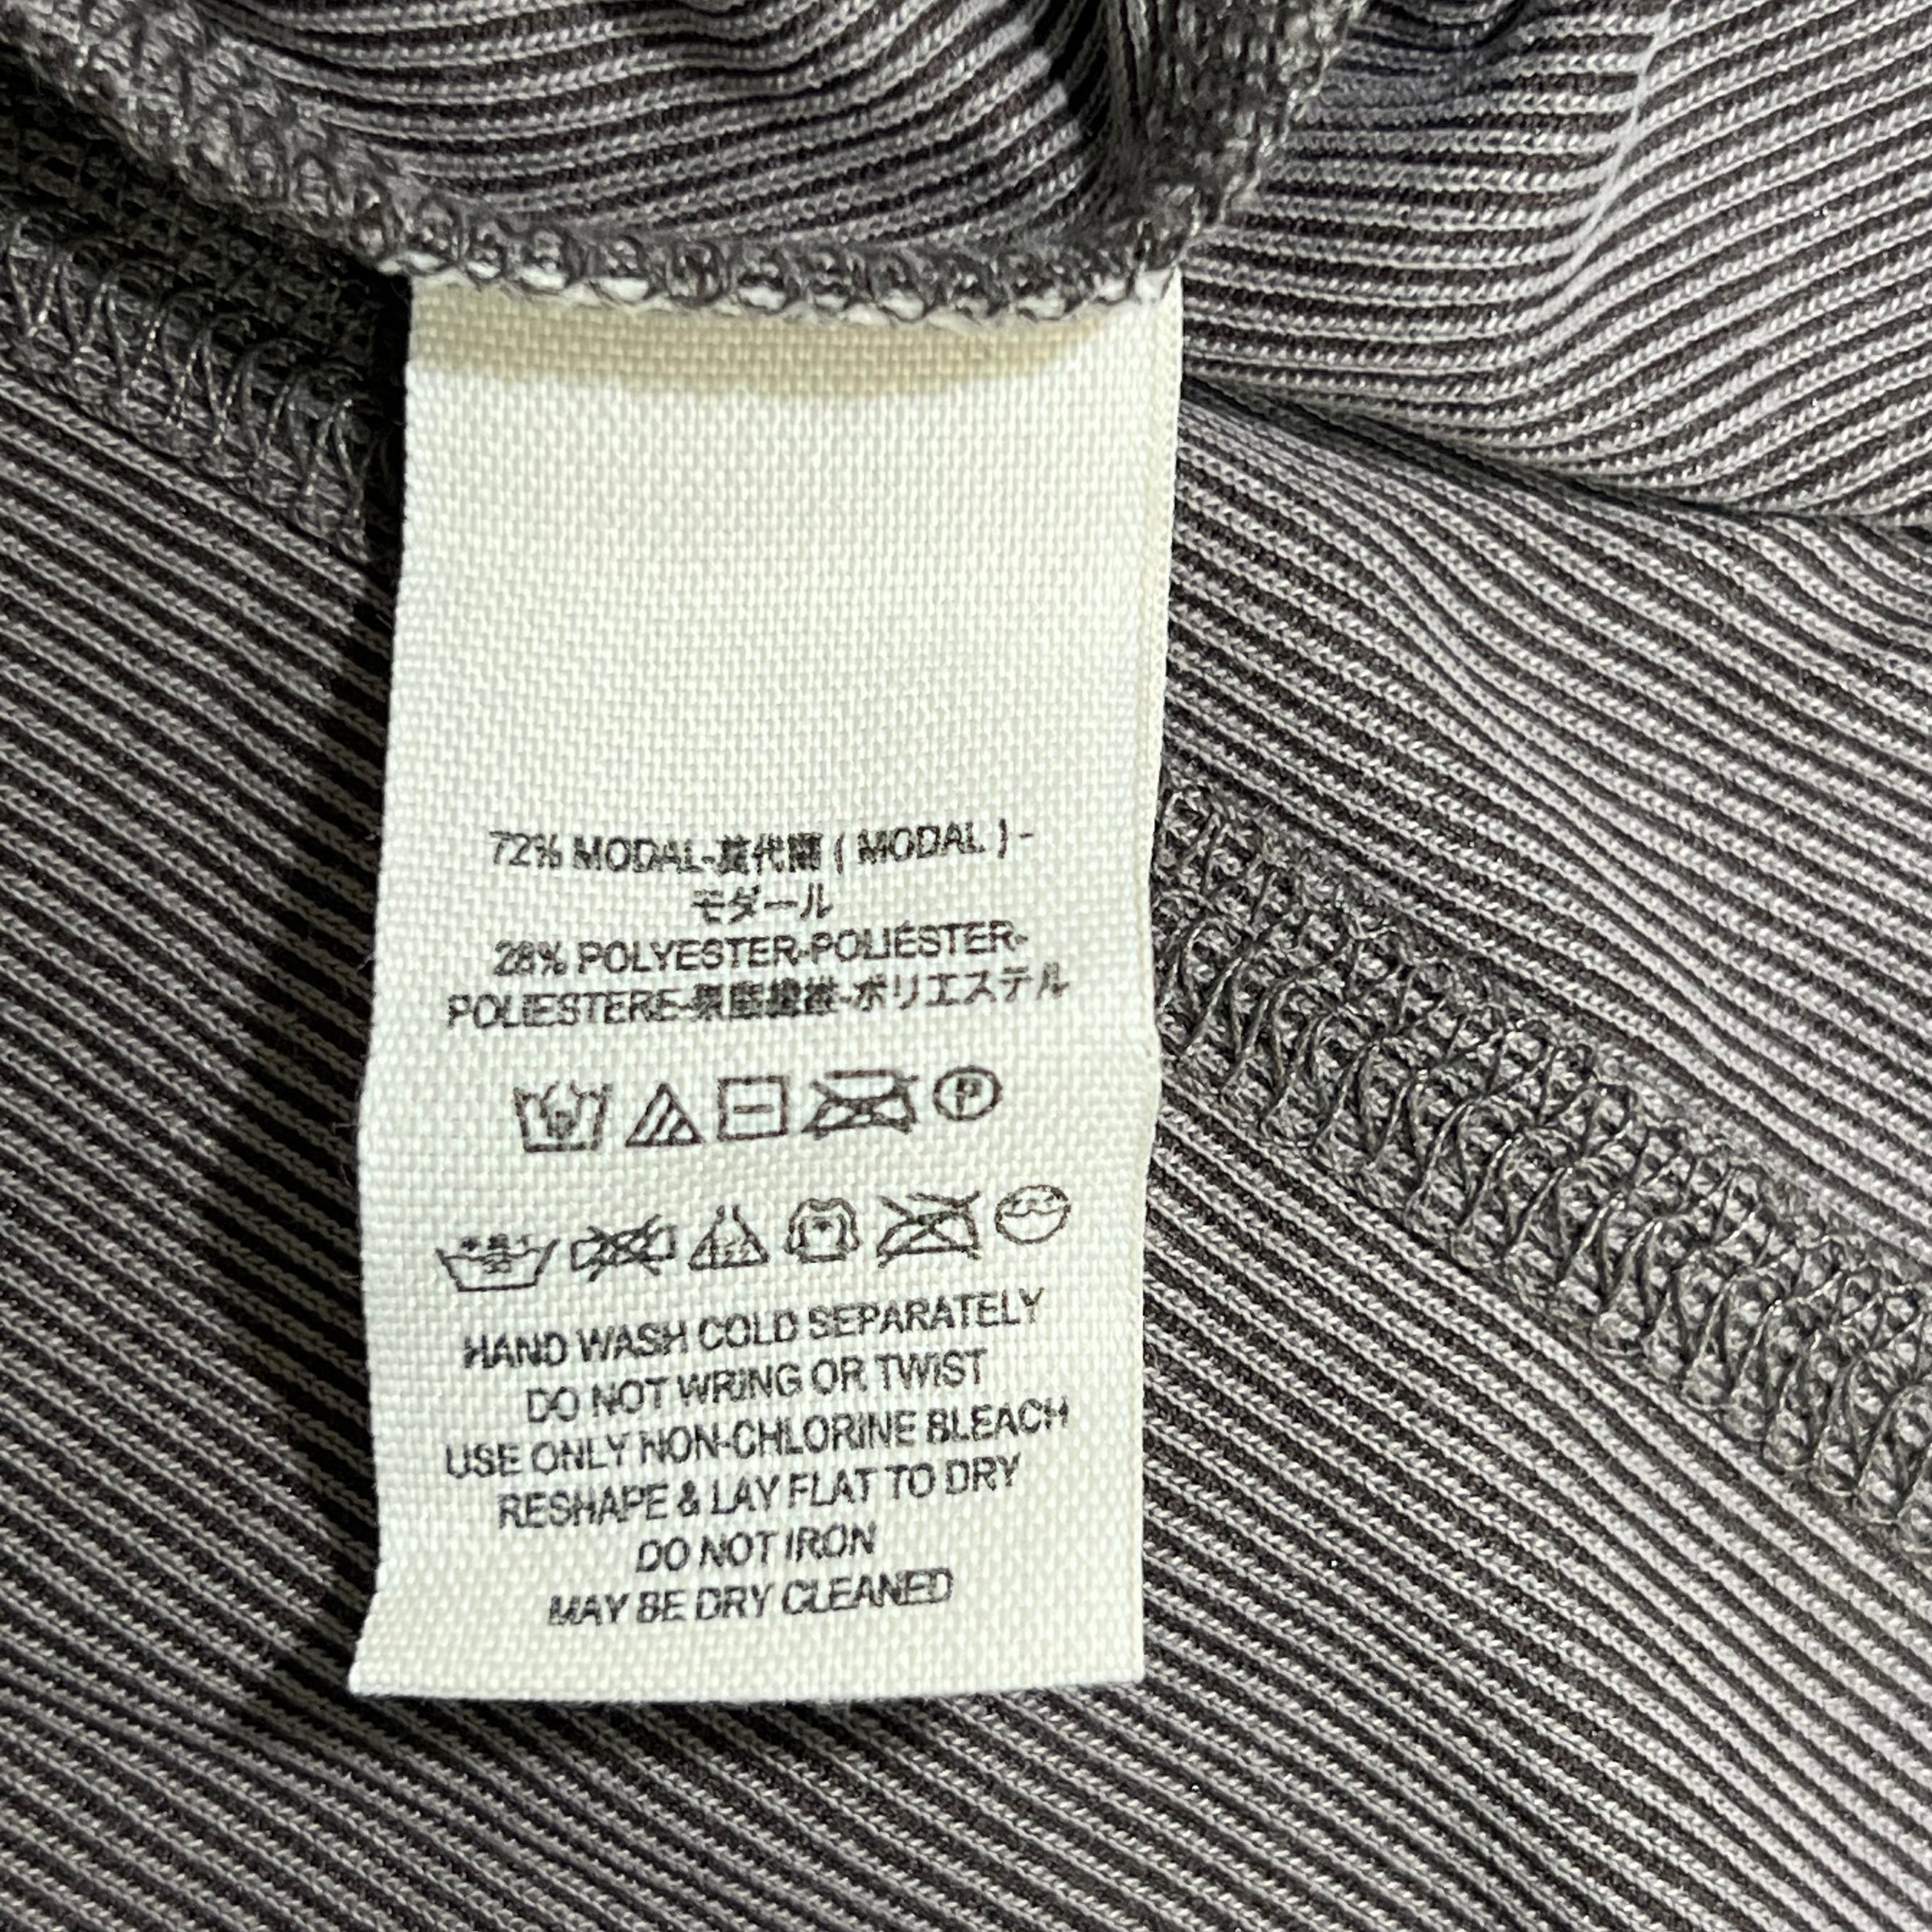 72% MODAL-莫代爾 ( MODAL ) -
モダール
28% POLYESTER-POLIÉSTER-
POLIESTERE-聚酯纖維-ポリエステル
P
HAND WASH COLD SEPARATELY
DO NOT WRING OR TWIST
USE ONLY NON-CHLORINE BLEACH
RESHAPE & LAY FLAT TO DRY
DO NOT IRON
MAY BE DRY CLEANED